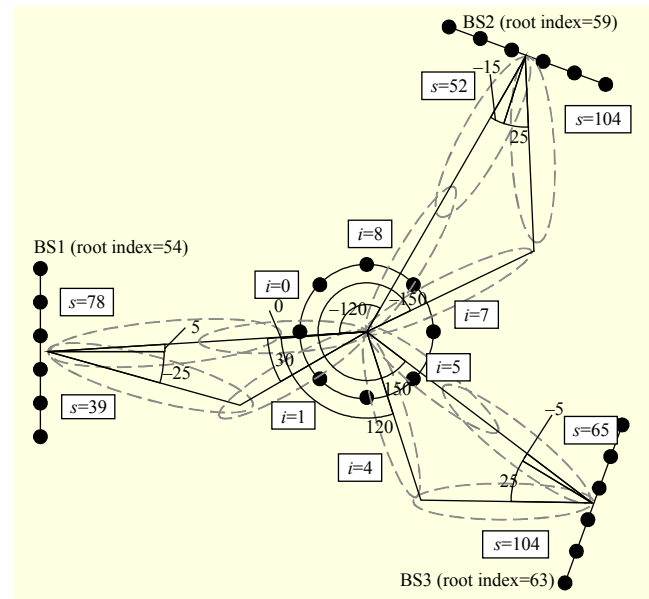 BS2 (root index=59)
–15
s=52
25
s=104
BS1 (root index=54)
i=8
i=0
0
–120
–150
s=78
i=7
5
–25
30
i=5
150
s=39
i=1
120
–5
s=65
i=4
25
s=104
BS3 (root index=63)